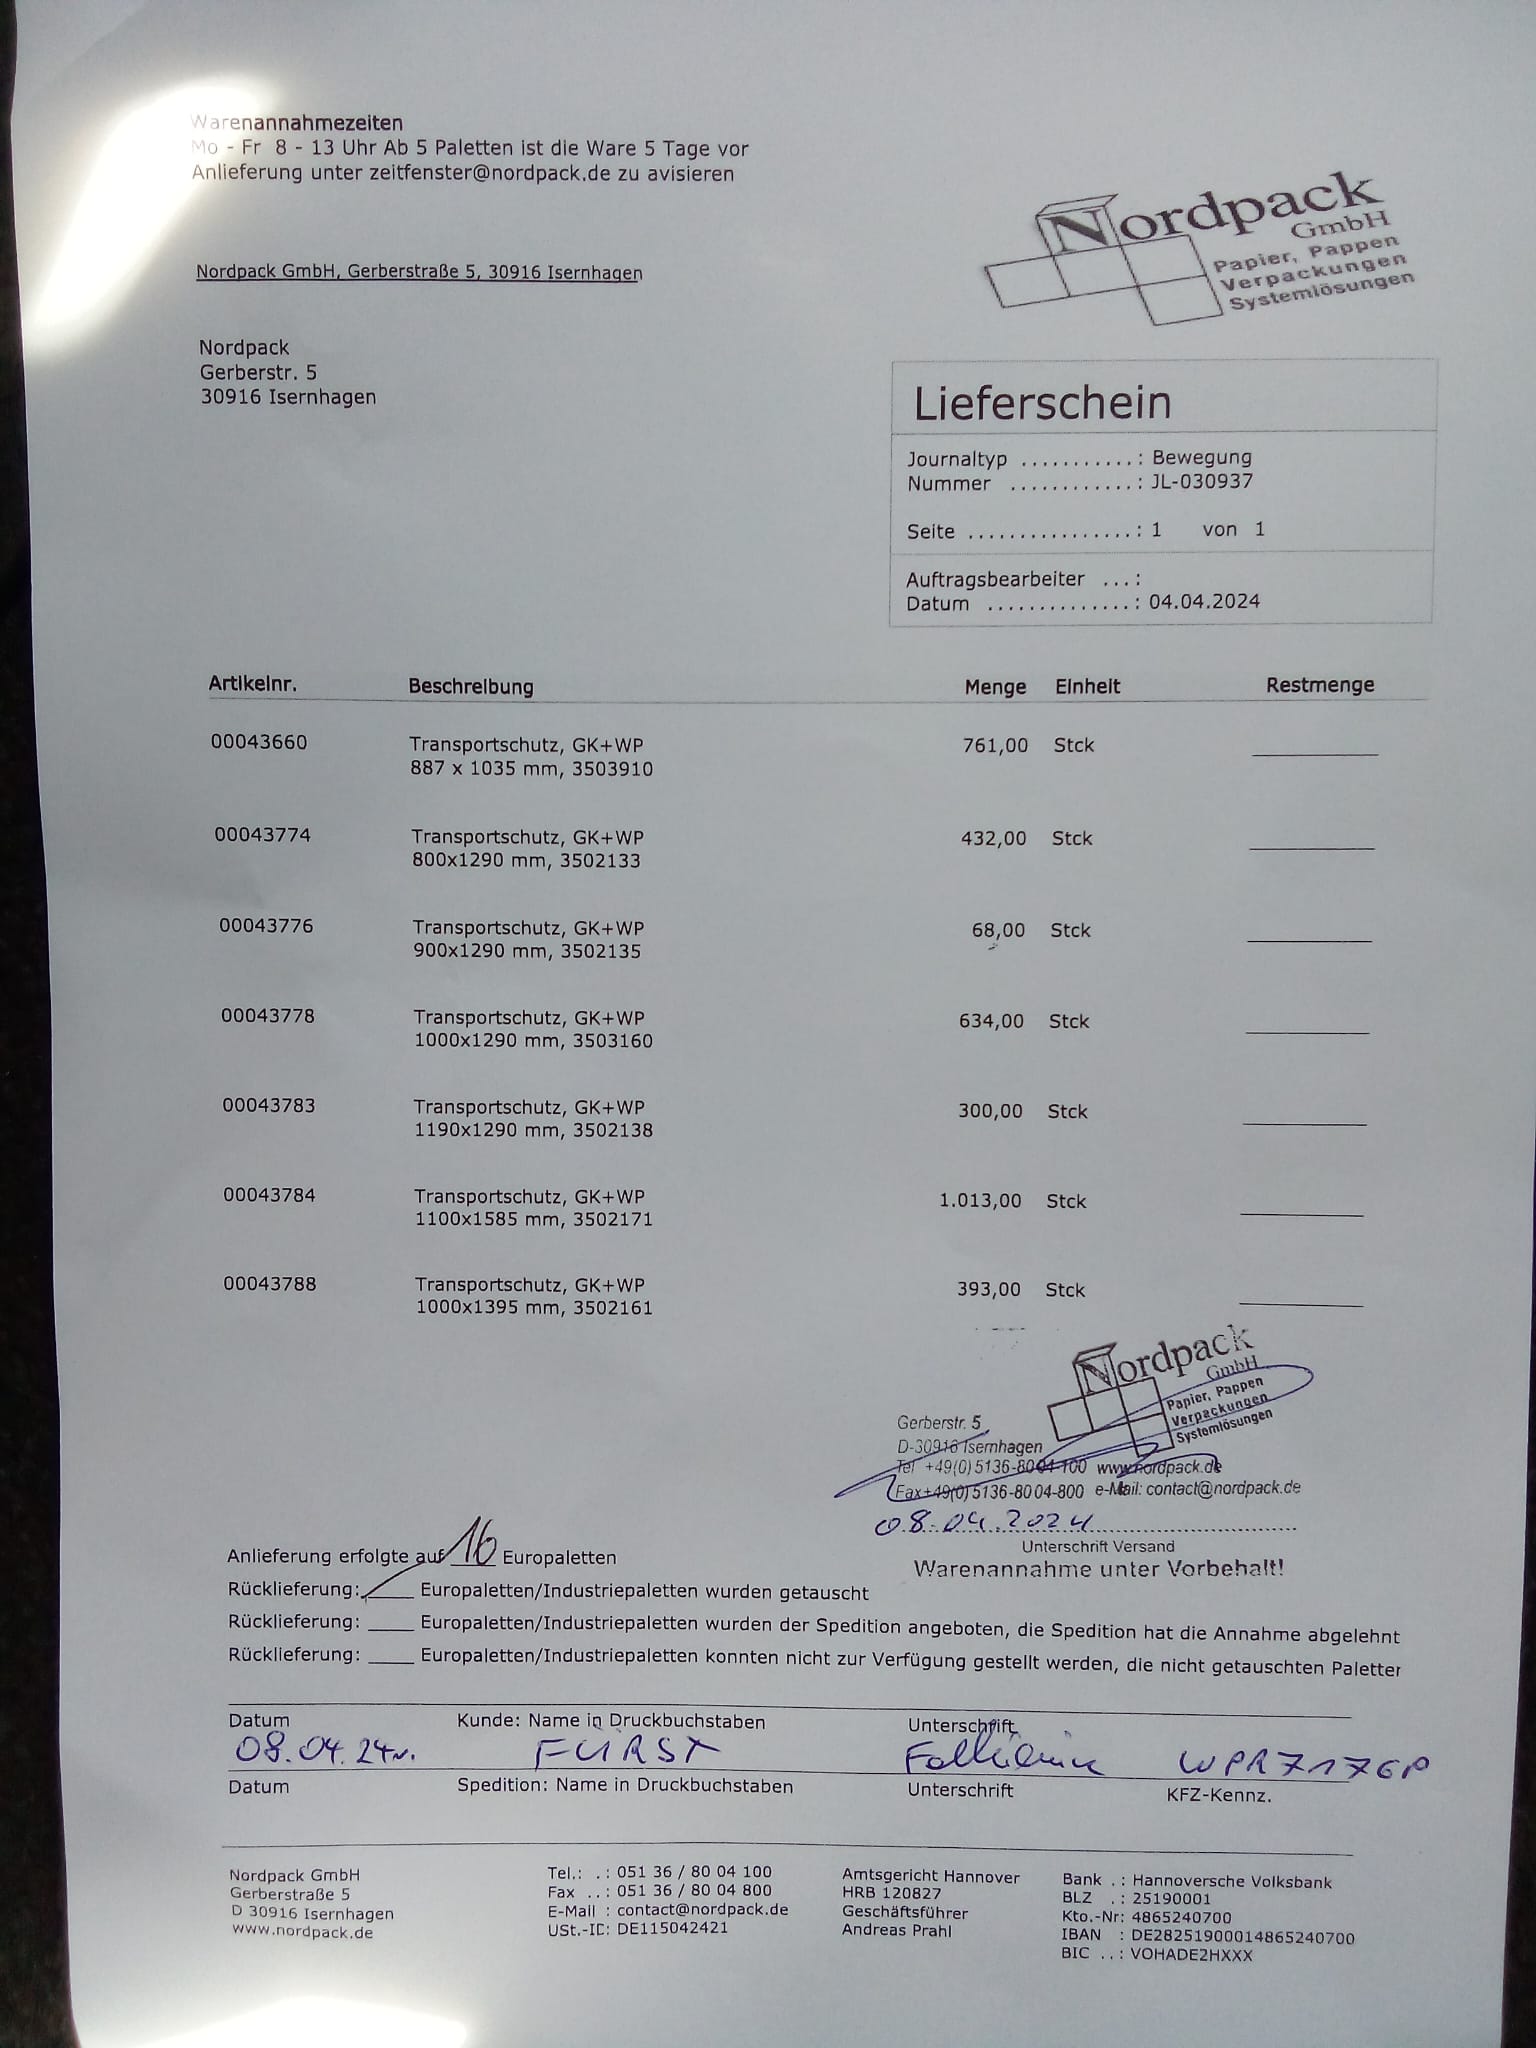 Warenannahmezeiten
Mo - Fr 8 - 13 Uhr Ab 5 Paletten ist die Ware 5 Tage vor
Anlieferung unter zeitfenster@nordpack.de zu avisieren
Nordpack
GmbH
Papier, Pappen
Verpackungen
Systemlösungen
Nordpack GmbH, Gerberstraße 5, 30916 Isernhagen
Nordpack
Gerberstr. 5
30916 Isernhagen
Lieferschein
Journaltyp ...........: Bewegung
Nummer ............: JL-030937
Seite ................: 1 von 1
Auftragsbearbeiter ...:
Datum ..............: 04.04.2024
Artikelnr. Beschreibung Menge Einheit Restmenge
00043660 Transportschutz, GK+WP 761,00 Stck
887 x 1035 mm, 3503910
00043774 Transportschutz, GK+WP 432,00 Stck
800x1290 mm, 3502133
00043776 Transportschutz, GK+WP 68,00 Stck
900x1290 mm, 3502135
00043778 Transportschutz, GK+WP 634,00 Stck
1000x1290 mm, 3503160
00043783 Transportschutz, GK+WP 300,00 Stck
1190x1290 mm, 3502138
00043784 Transportschutz, GK+WP 1.013,00 Stck
1100x1585 mm, 3502171
00043788 Transportschutz, GK+WP 393,00 Stck
1000x1395 mm, 3502161
Nordpack
GmbH
Papier, Pappen
Verpackungen
Systemlösungen
Gerberstr. 5
D-30916 Isernhagen
Tel +49(0)5136-8004-100 www.nordpack.de
Fax+49(0)5136-8004-800 e-Mail: contact@nordpack.de
08.04.2024
Unterschrift Versand
Warenannahme unter Vorbehalt!
Anlieferung erfolgte auf 16 Europaletten
Rücklieferung: ____ Europaletten/Industriepaletten wurden getauscht
Rücklieferung: ____ Europaletten/Industriepaletten wurden der Spedition angeboten, die Spedition hat die Annahme abgelehnt
Rücklieferung: ____ Europaletten/Industriepaletten konnten nicht zur Verfügung gestellt werden, die nicht getauschten Paletter
Datum Kunde: Name in Druckbuchstaben Unterschrift
08.04.24 FÜRST WPR7176P
Datum Spedition: Name in Druckbuchstaben Unterschrift KFZ-Kennz.
Nordpack GmbH Tel.: .: 051 36 / 80 04 100 Amtsgericht Hannover Bank .: Hannoversche Volksbank
Gerberstraße 5 Fax ..: 051 36 / 80 04 800 HRB 120827 BLZ .: 25190001
D 30916 Isernhagen E-Mail : contact@nordpack.de Geschäftsführer Kto.-Nr: 4865240700
www.nordpack.de USt.-ID: DE115042421 Andreas Prahl IBAN : DE28251900014865240700
BIC ..: VOHADE2HXXX